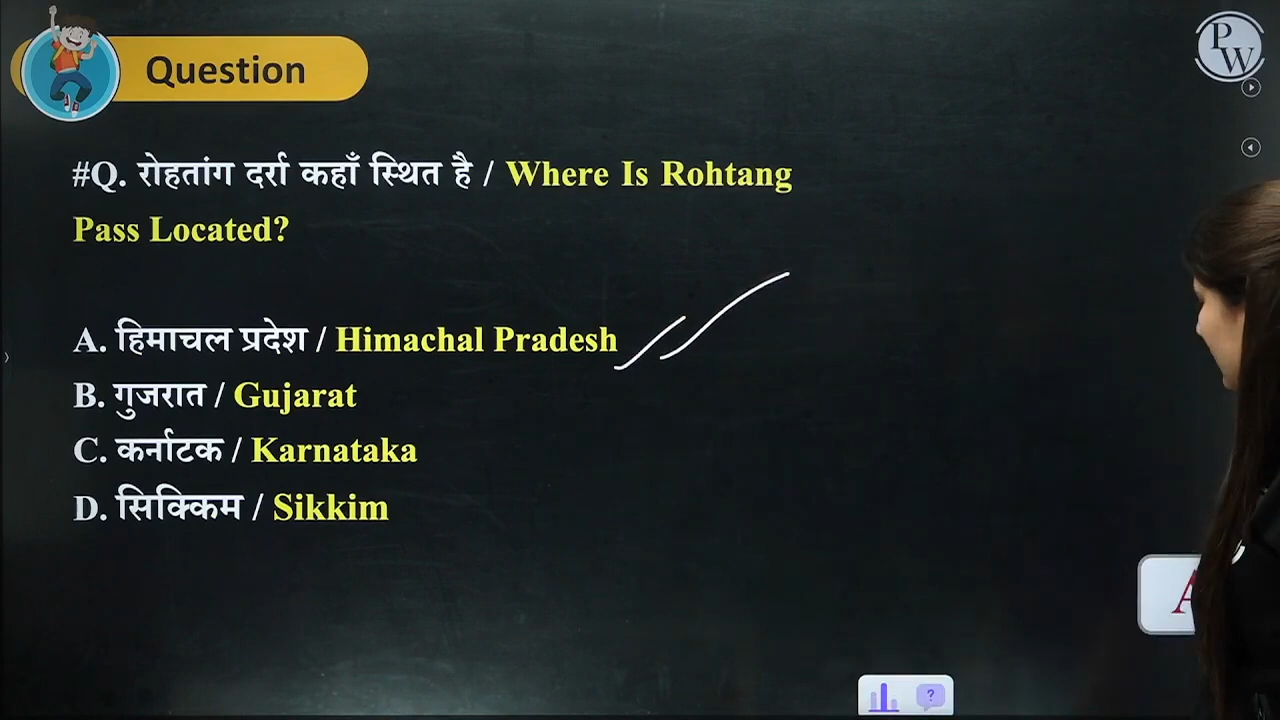 Question
PW
#Q. रोहतांग दर्रा कहाँ स्थित है / Where Is Rohtang
Pass Located?
A. हिमाचल प्रदेश / Himachal Pradesh
B. गुजरात / Gujarat
C. कर्नाटक / Karnataka
D. सिक्किम / Sikkim
A
?